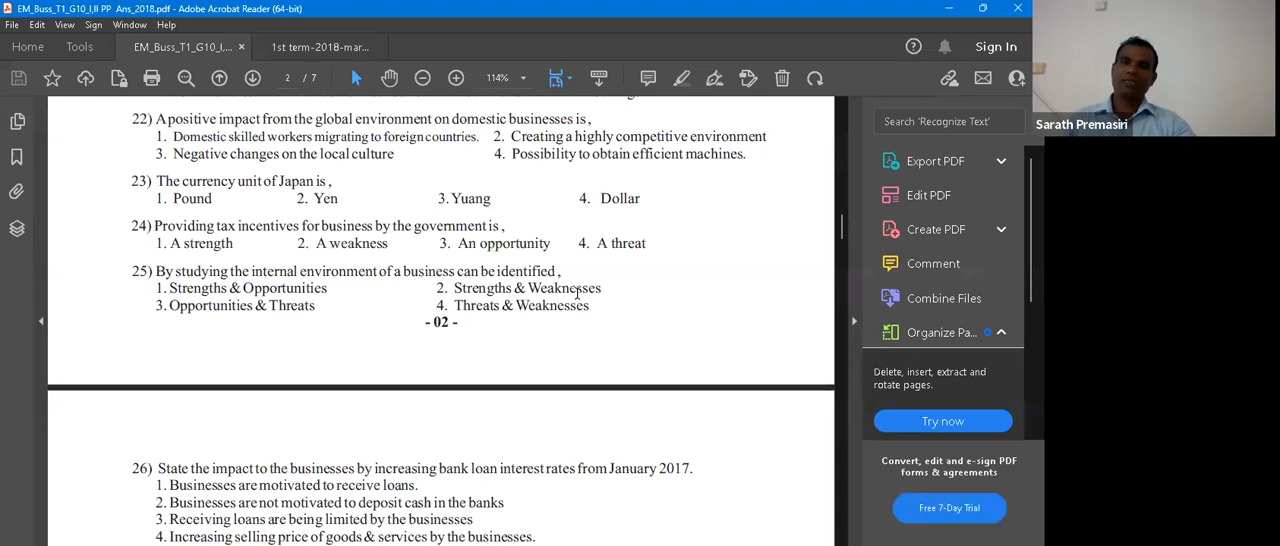 EM_Buss_T1_G10_I,II PP Ans_2018.pdf - Adobe Acrobat Reader (64-bit)
File Edit View Sign Window Help
Home Tools EM_Buss_T1_G10_I,... 1st term-2018-mar... Sign In
2 / 7 114%
22) A positive impact from the global environment on domestic businesses is ,
1. Domestic skilled workers migrating to foreign countries. 2. Creating a highly competitive environment
3. Negative changes on the local culture 4. Possibility to obtain efficient machines.
23) The currency unit of Japan is ,
1. Pound 2. Yen 3. Yuang 4. Dollar
24) Providing tax incentives for business by the government is ,
1. A strength 2. A weakness 3. An opportunity 4. A threat
25) By studying the internal environment of a business can be identified ,
1. Strengths & Opportunities 2. Strengths & Weaknesses
3. Opportunities & Threats 4. Threats & Weaknesses
- 02 -
26) State the impact to the businesses by increasing bank loan interest rates from January 2017.
1. Businesses are motivated to receive loans.
2. Businesses are not motivated to deposit cash in the banks
3. Receiving loans are being limited by the businesses
4. Increasing selling price of goods & services by the businesses.
Search 'Recognize Text'
Export PDF
Edit PDF
Create PDF
Comment
Combine Files
Organize Pa...
Delete, insert, extract and
rotate pages.
Try now
Convert, edit and e-sign PDF
forms & agreements
Free 7-Day Trial
Sarath Premasiri